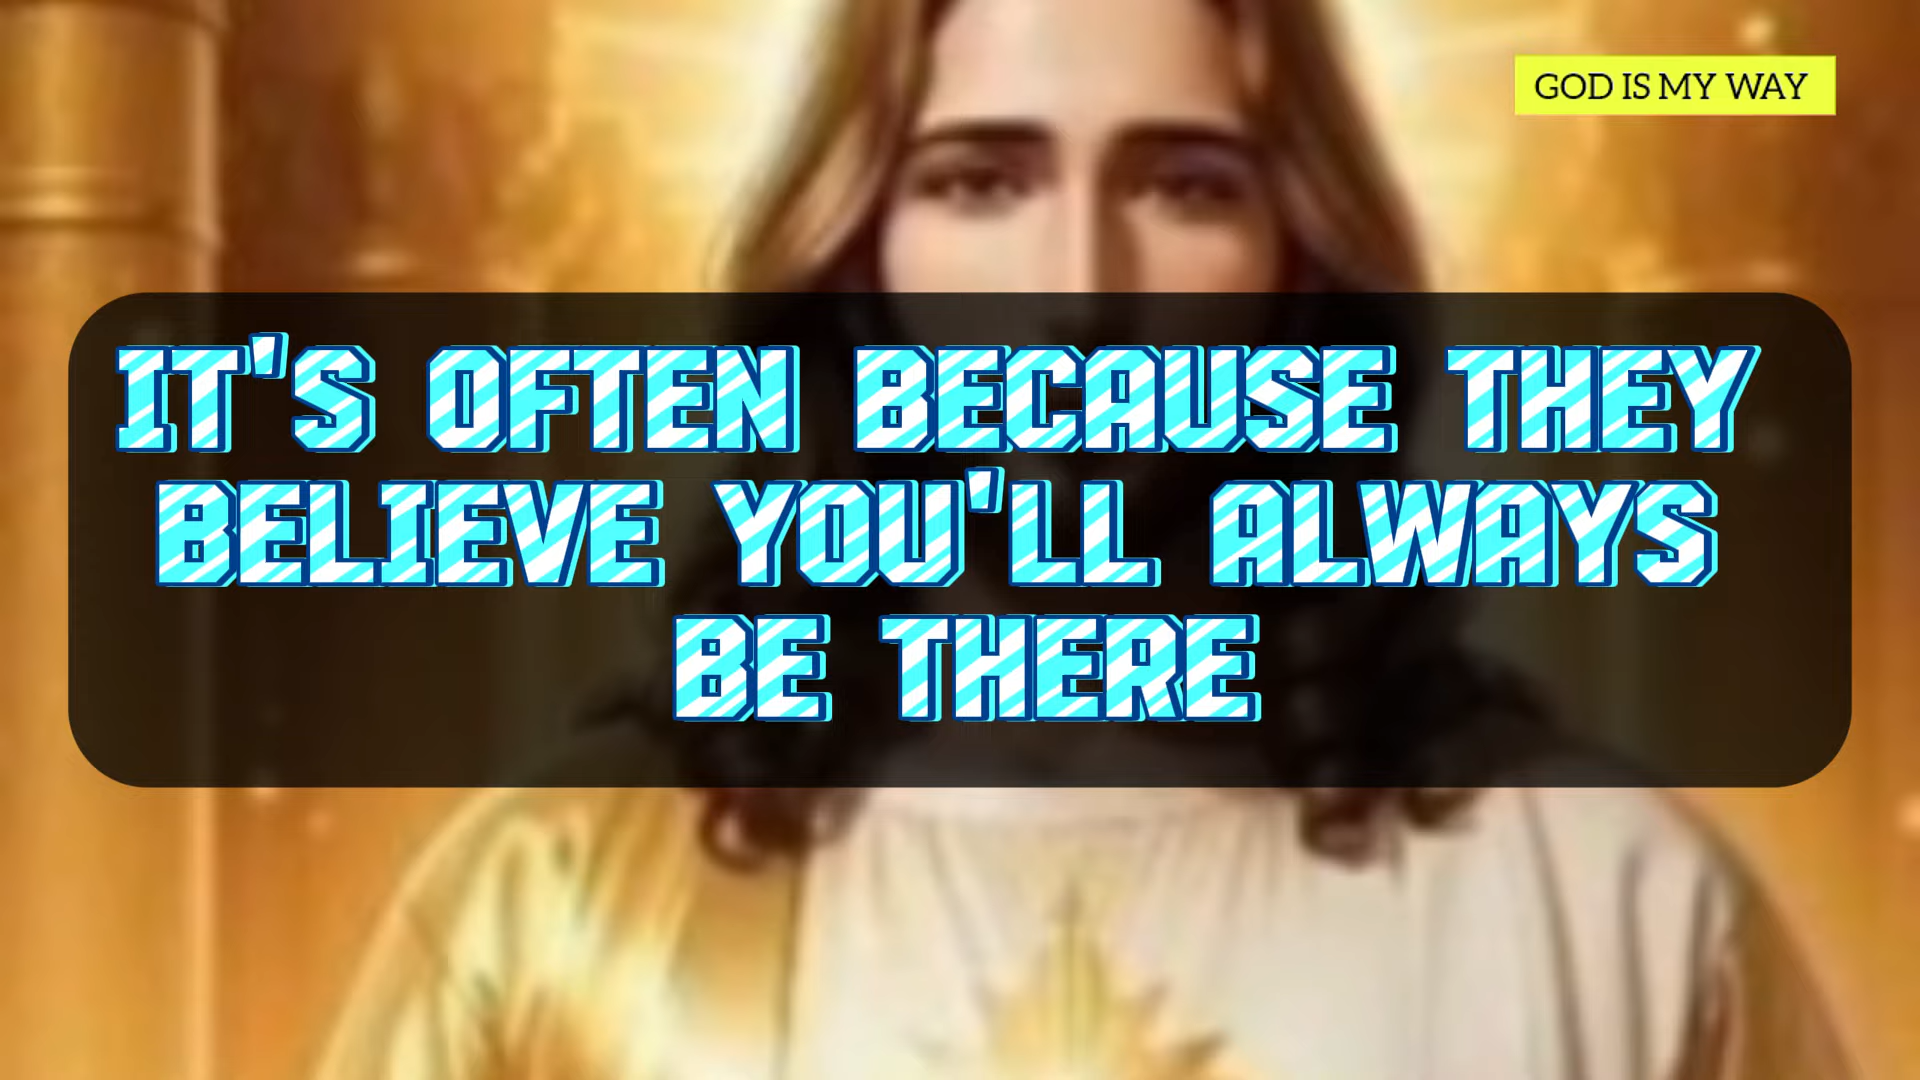 GOD IS MY WAY
IT'S OFTEN BECAUSE THEY
BELIEVE YOU'LL ALWAYS
BE THERE